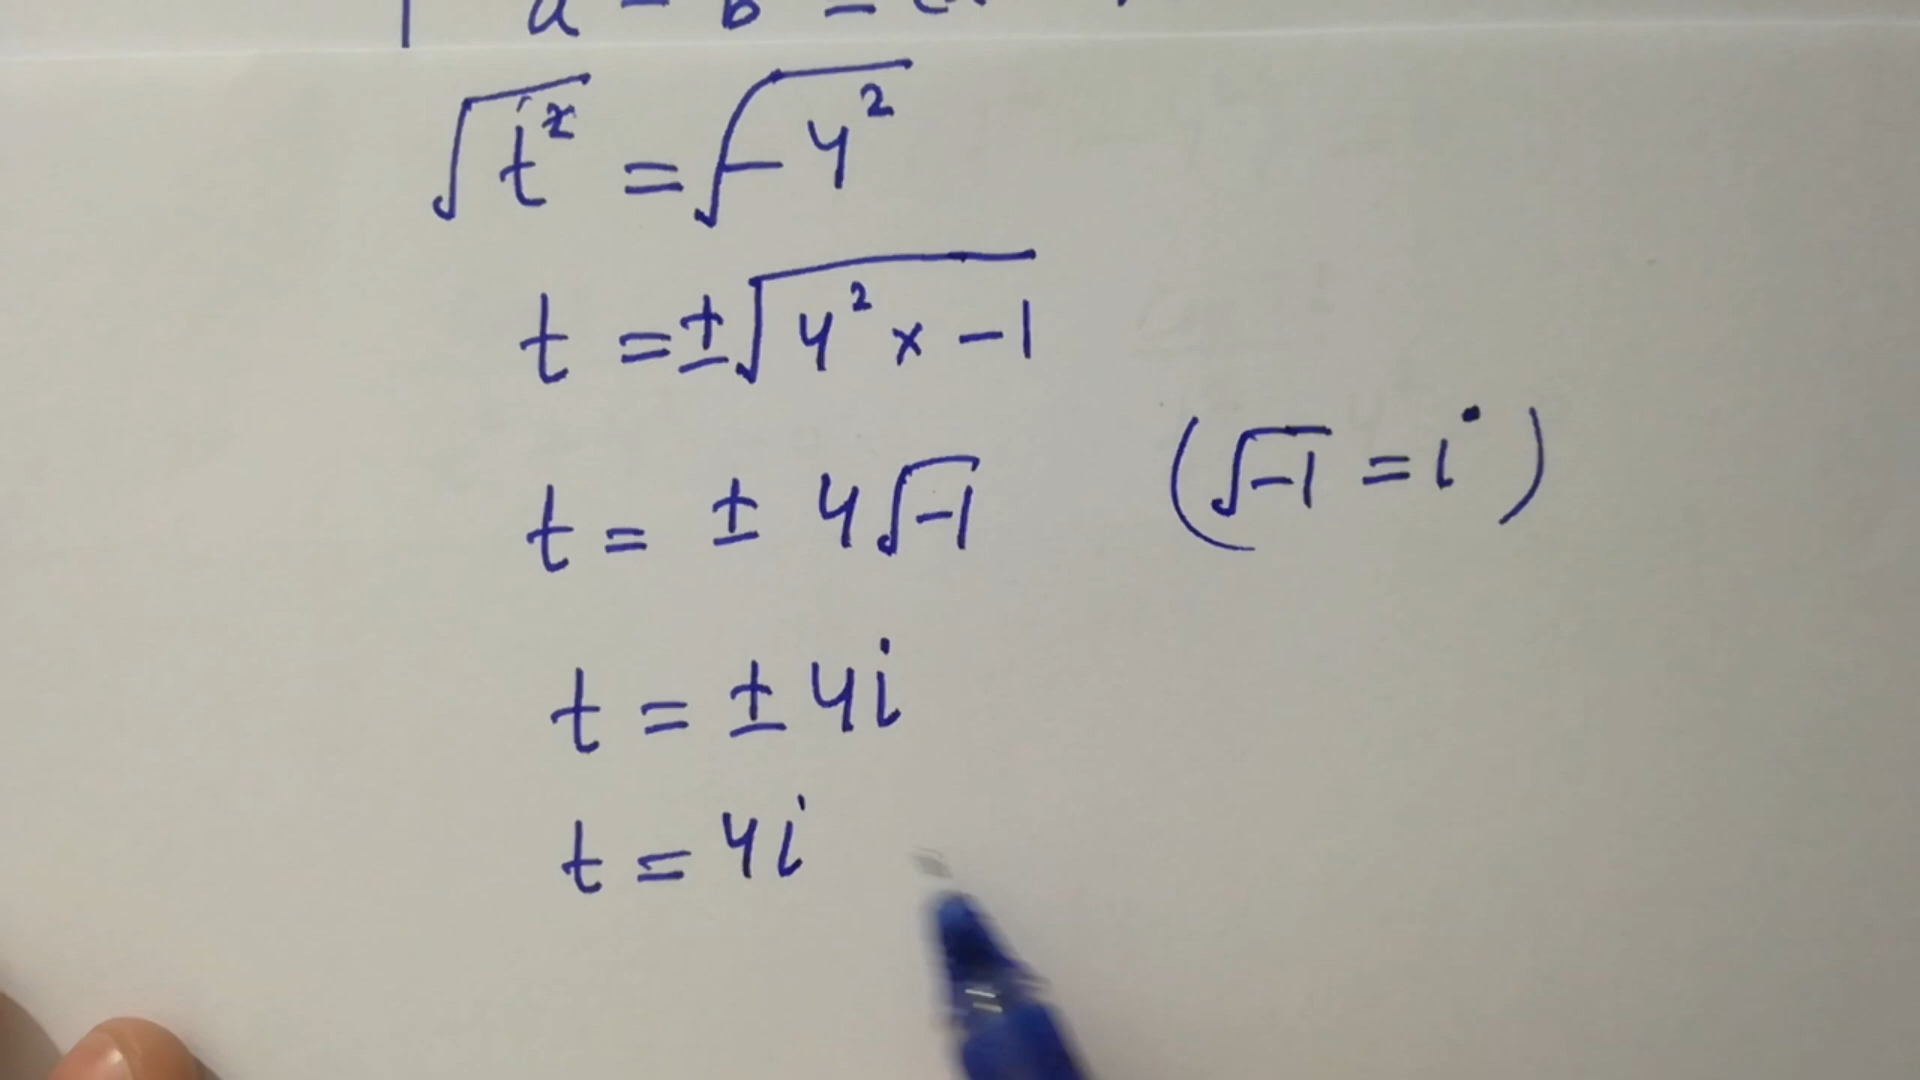 a - b =
√t² = √-4²
t = ±√4² × -1
t = ± 4√-1 (√-1 = i)
t = ± 4i
t = 4i